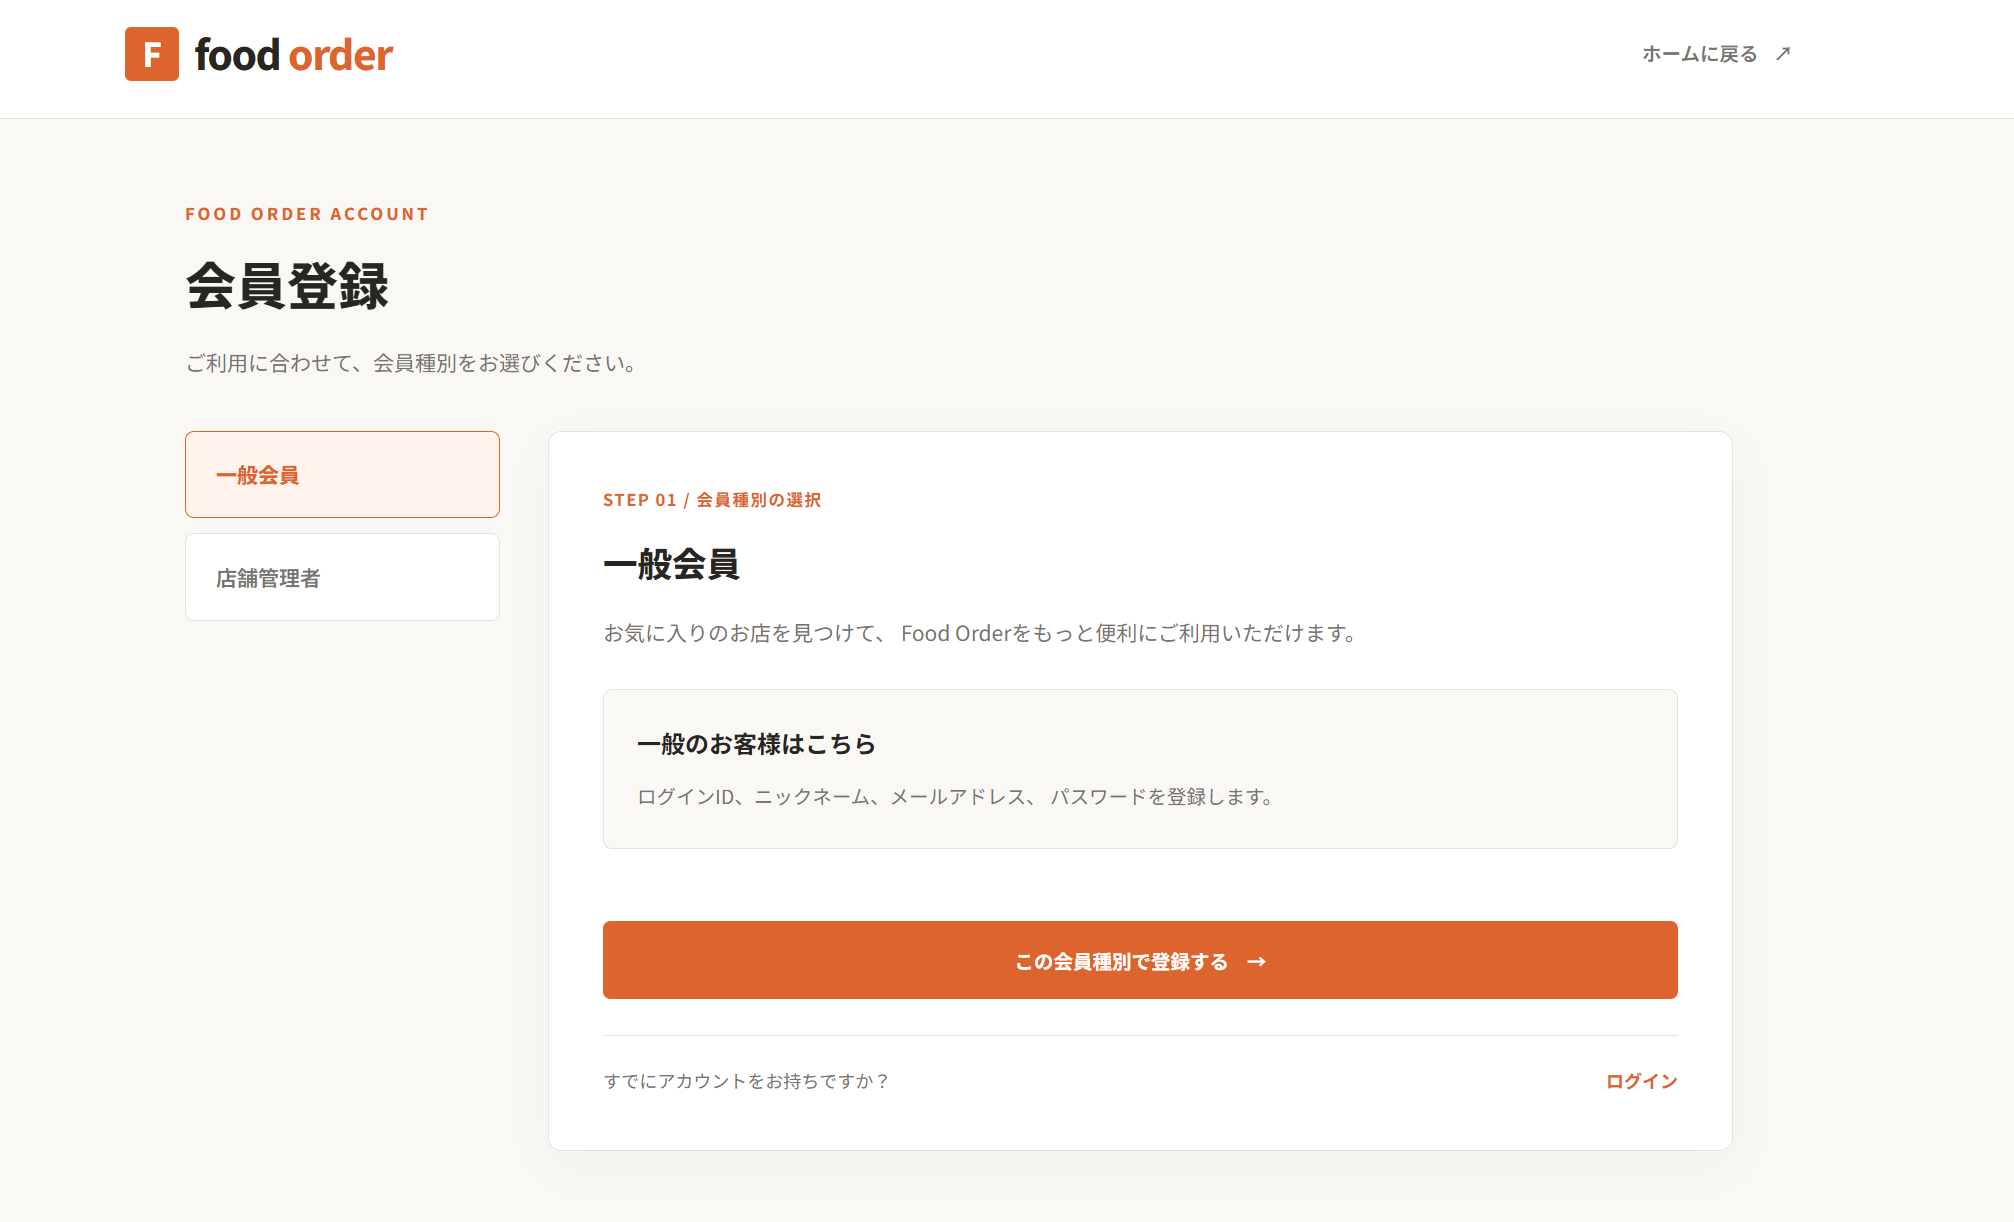 F food order
ホームに戻る ↗
FOOD ORDER ACCOUNT
会員登録
ご利用に合わせて、会員種別をお選びください。
一般会員
店舗管理者
STEP 01 / 会員種別の選択
一般会員
お気に入りのお店を見つけて、 Food Orderをもっと便利にご利用いただけます。
一般のお客様はこちら
ログインID、ニックネーム、メールアドレス、 パスワードを登録します。
この会員種別で登録する →
すでにアカウントをお持ちですか？
ログイン